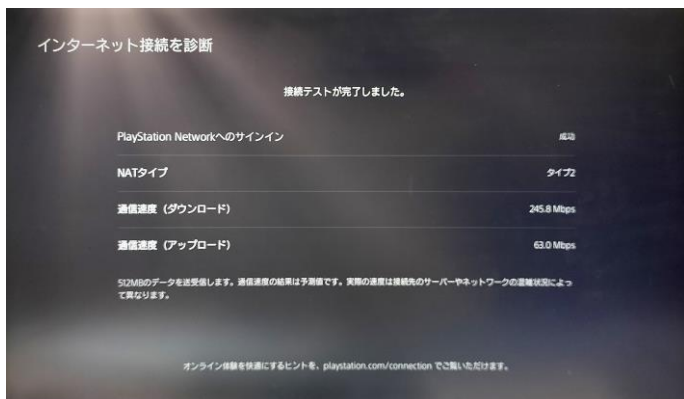 インターネット接続を診断
接続テストが完了しました。
PlayStation Networkへのサインイン 成功
NATタイプ タイプ2
通信速度（ダウンロード） 245.8 Mbps
通信速度（アップロード） 63.0 Mbps
512MBのデータを送受信します。通信速度の結果は予測値です。実際の速度は接続先のサーバーやネットワークの混雑状況によっ
て異なります。
オンライン体験を快適にするヒントを、playstation.com/connection でご覧いただけます。